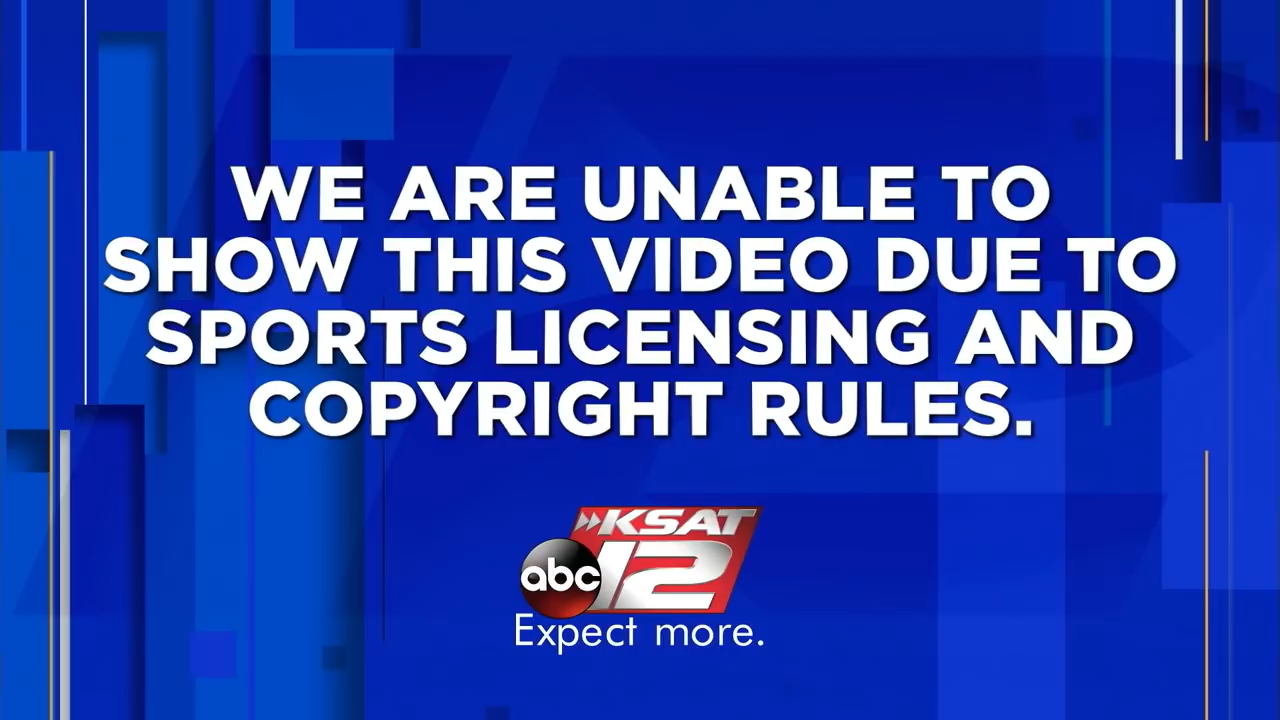 WE ARE UNABLE TO
SHOW THIS VIDEO DUE TO
SPORTS LICENSING AND
COPYRIGHT RULES.
KSAT
abc 12
Expect more.